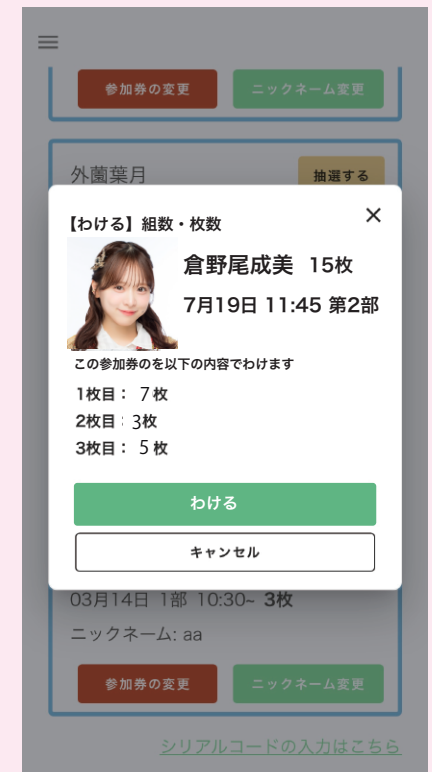 参加券の変更 ニックネーム変更
外薗葉月 抽選する
【わける】組数・枚数 ×
倉野尾成美 15枚
7月19日 11:45 第2部
この参加券のを以下の内容でわけます
1枚目： 7枚
2枚目：3枚
3枚目： 5枚
わける
キャンセル
03月14日 1部 10:30~ 3枚
ニックネーム: aa
参加券の変更 ニックネーム変更
シリアルコードの入力はこちら